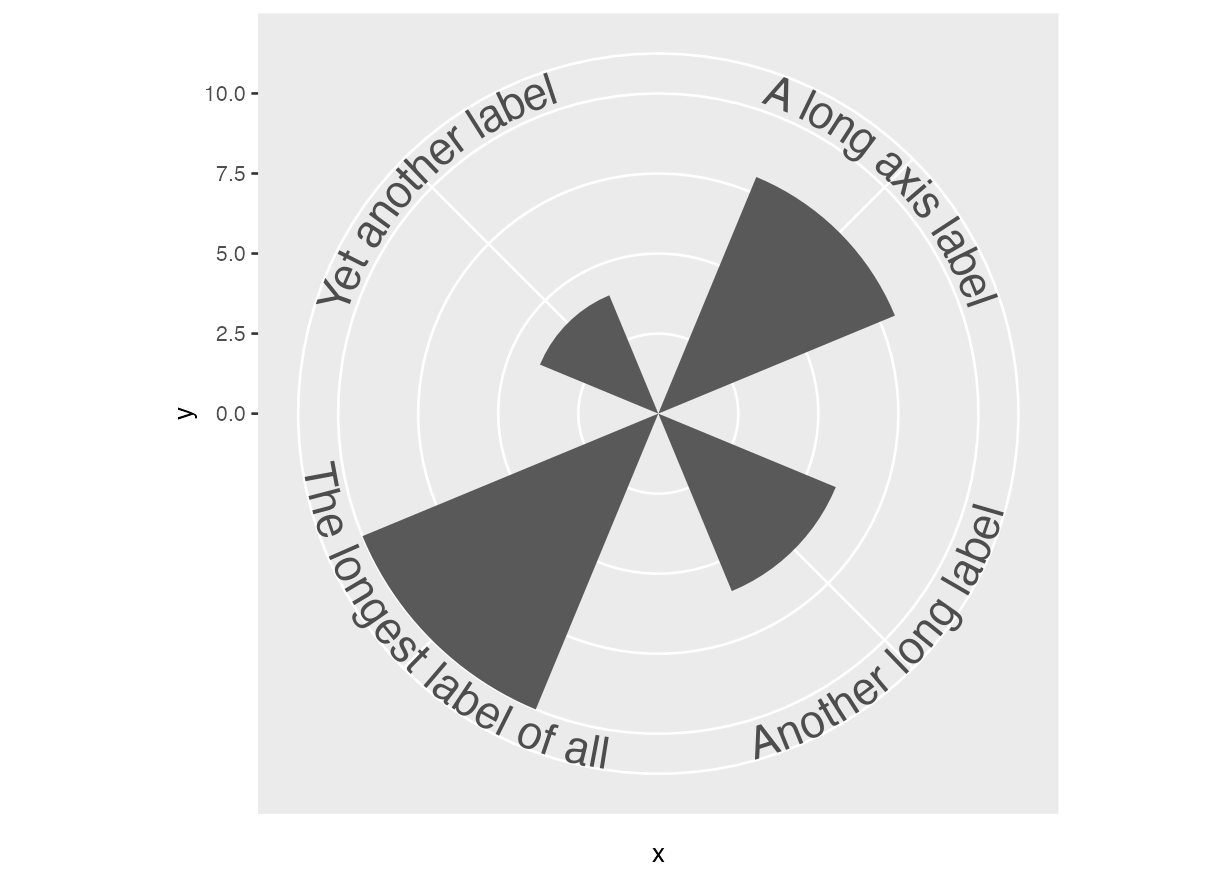 10.0
7.5
5.0
2.5
0.0
y
Yet another label
A long axis label
The longest label of all
Another long label
x